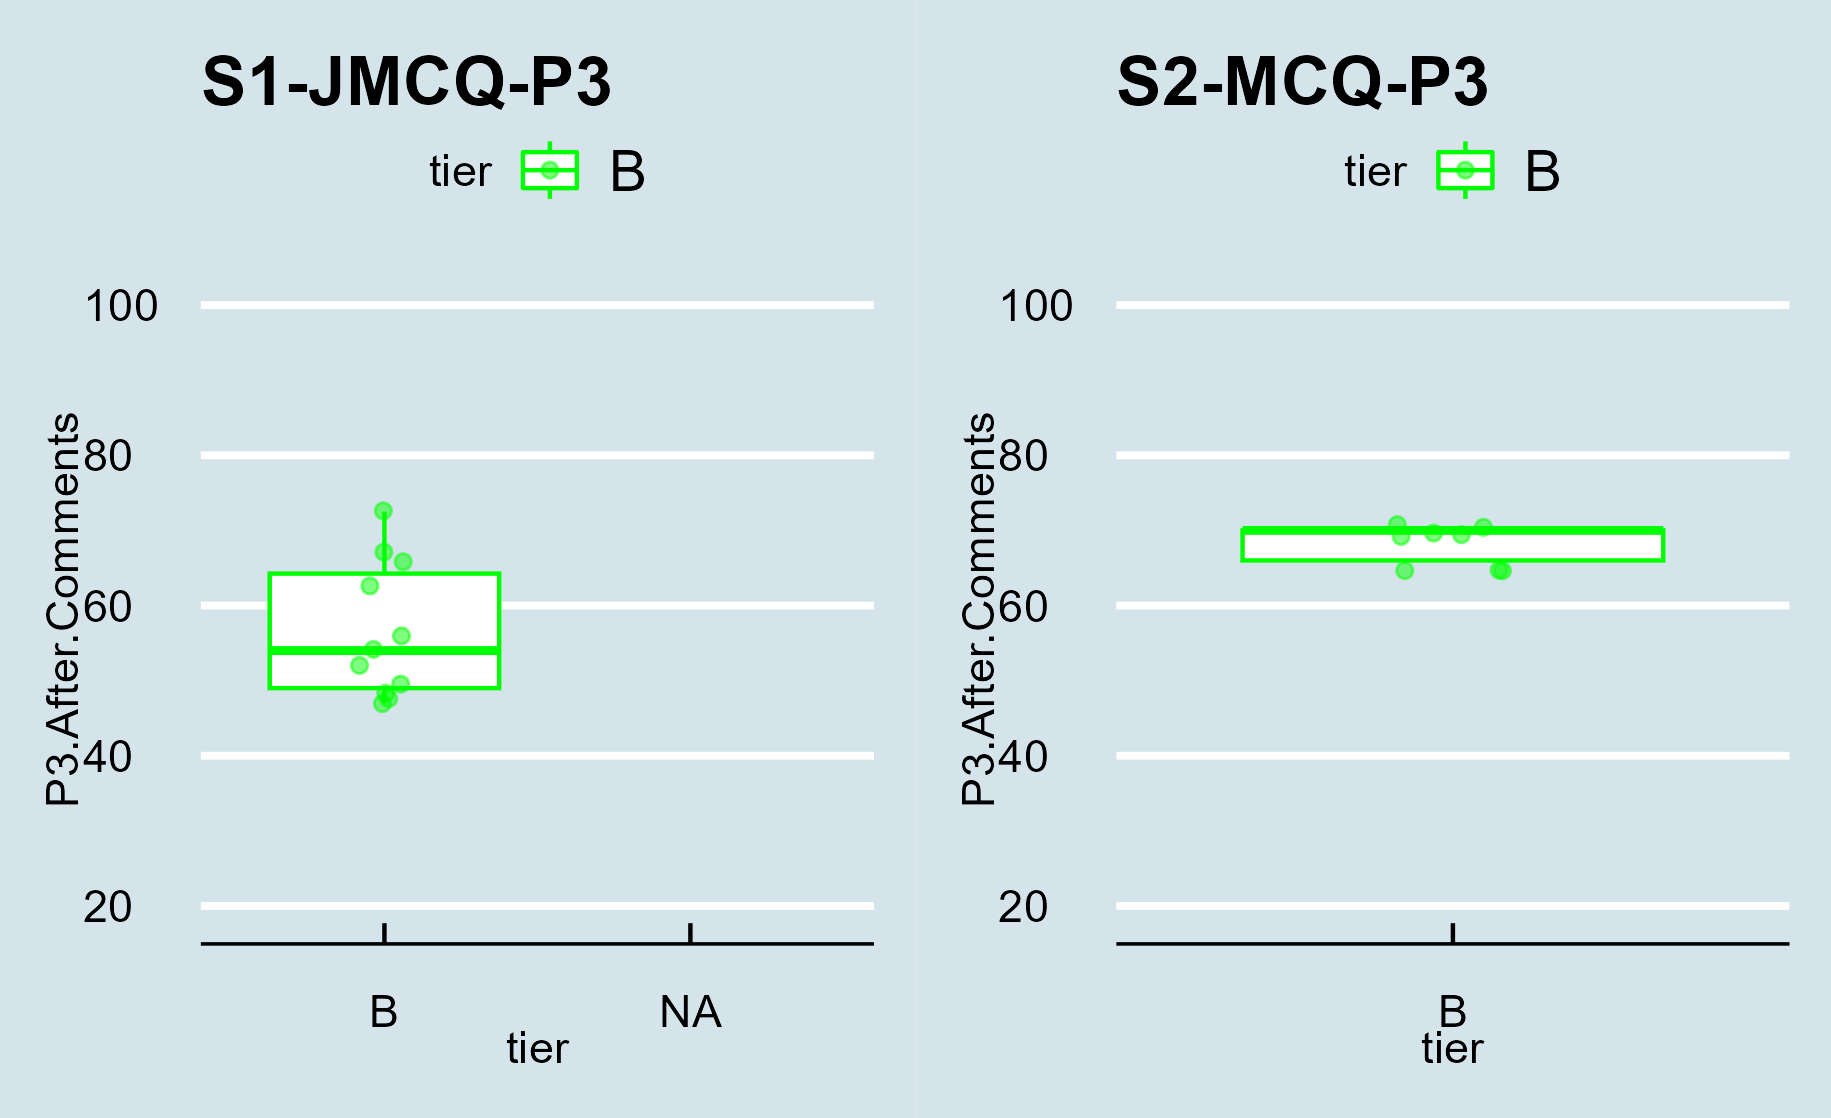 S1-JMCQ-P3
tier B
100
80
60
40
20
P3.After.Comments
B NA
tier
S2-MCQ-P3
tier B
100
80
60
40
20
P3.After.Comments
B
tier